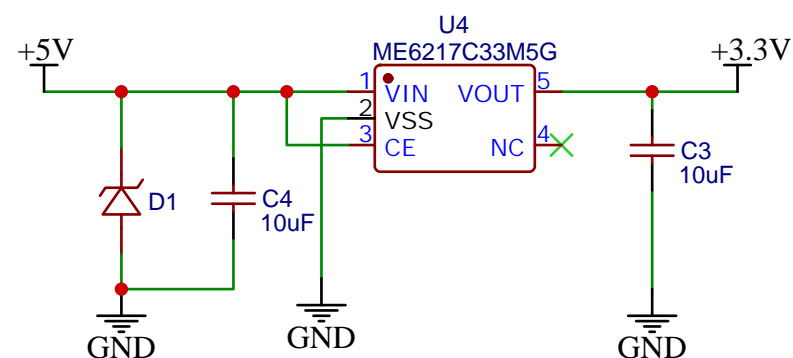 U4
ME6217C33M5G
+5V
+3.3V
1
VIN
VOUT
5
2
VSS
3
CE
NC
4
D1
C4
10uF
C3
10uF
GND
GND
GND